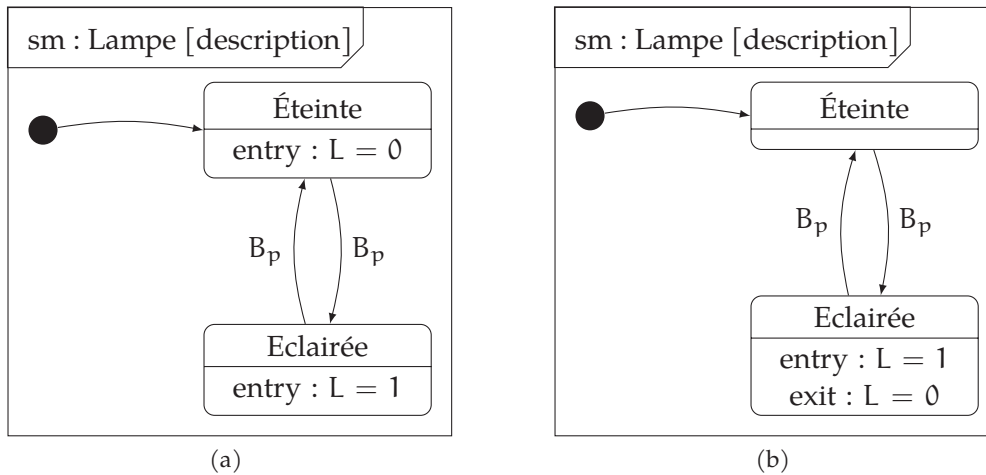 sm : Lampe [description]
Éteinte
entry : L = 0
B_p
B_p
Eclairée
entry : L = 1
(a)
sm : Lampe [description]
Éteinte
B_p
B_p
Eclairée
entry : L = 1
exit : L = 0
(b)